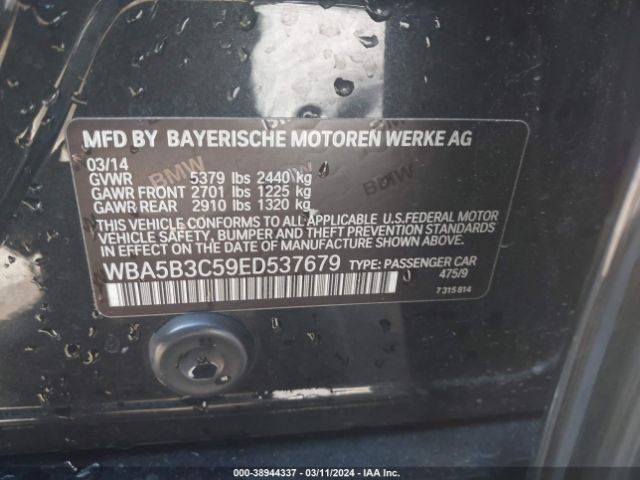 MFD BY BAYERISCHE MOTOREN WERKE AG
03/14
GVWR 5379 lbs 2440 kg
GAWR FRONT 2701 lbs 1225 kg
GAWR REAR 2910 lbs 1320 kg
THIS VEHICLE CONFORMS TO ALL APPLICABLE U.S.FEDERAL MOTOR
VEHICLE SAFETY, BUMPER, AND THEFT PREVENTION STANDARDS
IN EFFECT ON THE DATE OF MANUFACTURE SHOWN ABOVE.
WBA5B3C59ED537679 TYPE: PASSENGER CAR
475/9
7315814
BMW
BMW
000-38944337 - 03/11/2024 - IAA Inc.